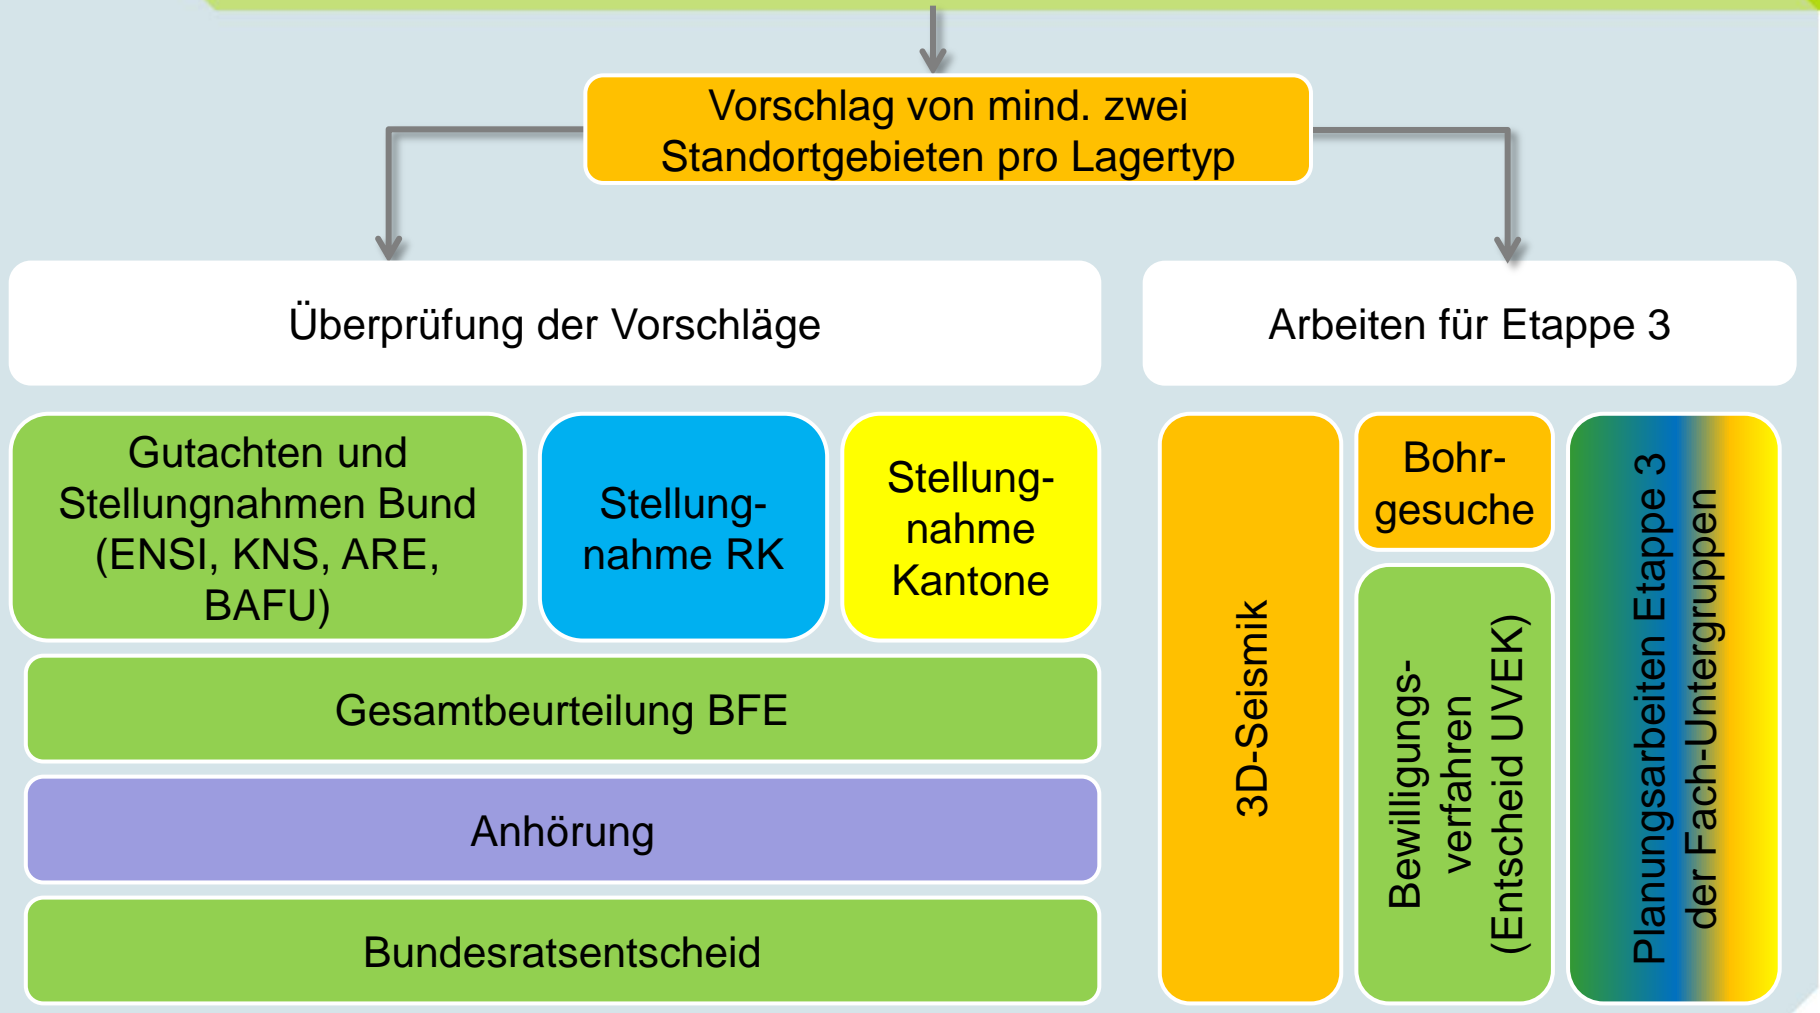 Vorschlag von mind. zwei
Standortgebieten pro Lagertyp
Überprüfung der Vorschläge
Arbeiten für Etappe 3
Gutachten und
Stellungnahmen Bund
(ENSI, KNS, ARE,
BAFU)
Stellung-
nahme RK
Stellung-
nahme
Kantone
Gesamtbeurteilung BFE
Anhörung
Bundesratsentscheid
3D-Seismik
Bohr-
gesuche
Bewilligungs-
verfahren
(Entscheid UVEK)
Planungsarbeiten Etappe 3
der Fach-Untergruppen